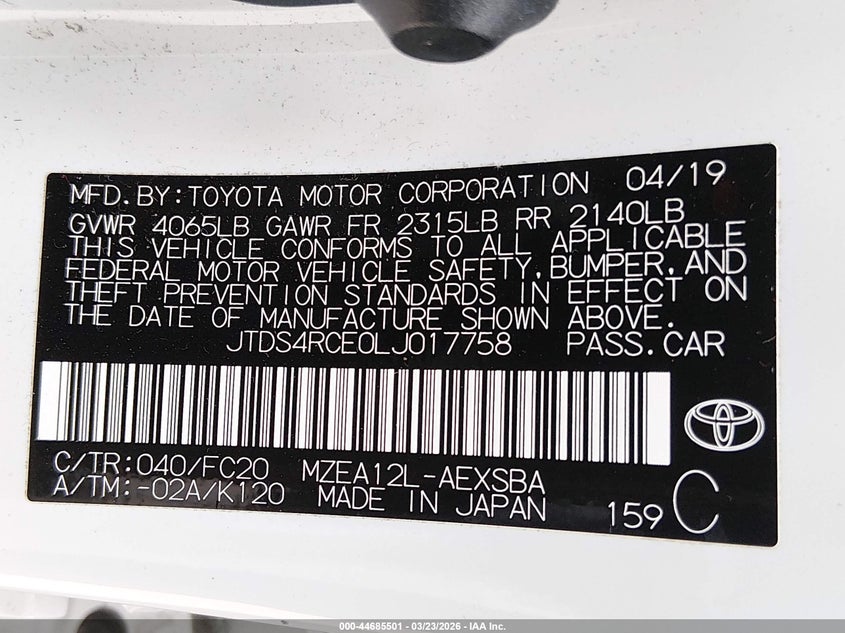 MFD.BY:TOYOTA MOTOR CORPORATION 04/19
GVWR 4065LB GAWR FR 2315LB RR 2140LB
THIS VEHICLE CONFORMS TO ALL APPLICABLE
FEDERAL MOTOR VEHICLE SAFETY,BUMPER,AND
THEFT PREVENTION STANDARDS IN EFFECT ON
THE DATE OF MANUFACTURE SHOWN ABOVE.
JTDS4RCE0LJ017758 PASS.CAR
C/TR:040/FC20 MZEA12L-AEXSBA
A/TM:-02A/K120 MADE IN JAPAN 159 C
000-44685501 - 03/23/2026 - IAA Inc.